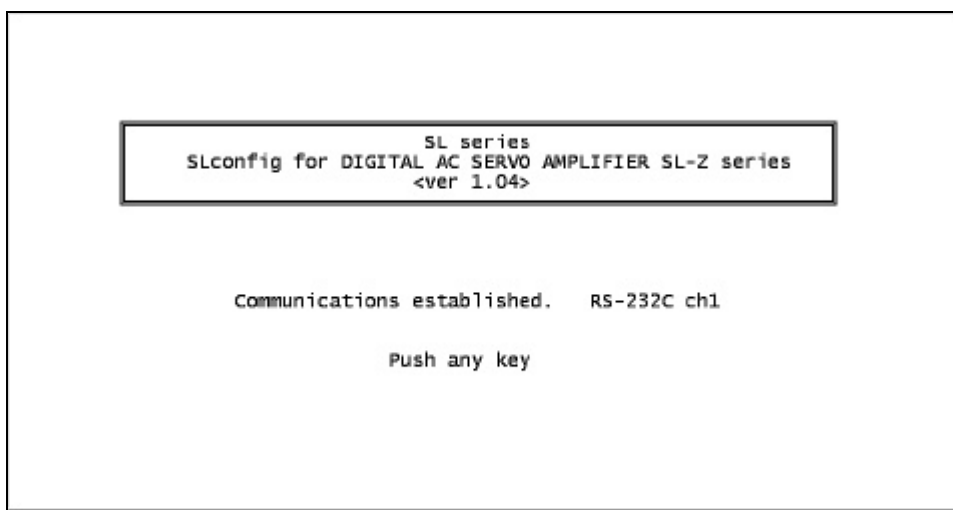 SL series
SLconfig for DIGITAL AC SERVO AMPLIFIER SL-Z series
<ver 1.04>
Communications established. RS-232C ch1
Push any key